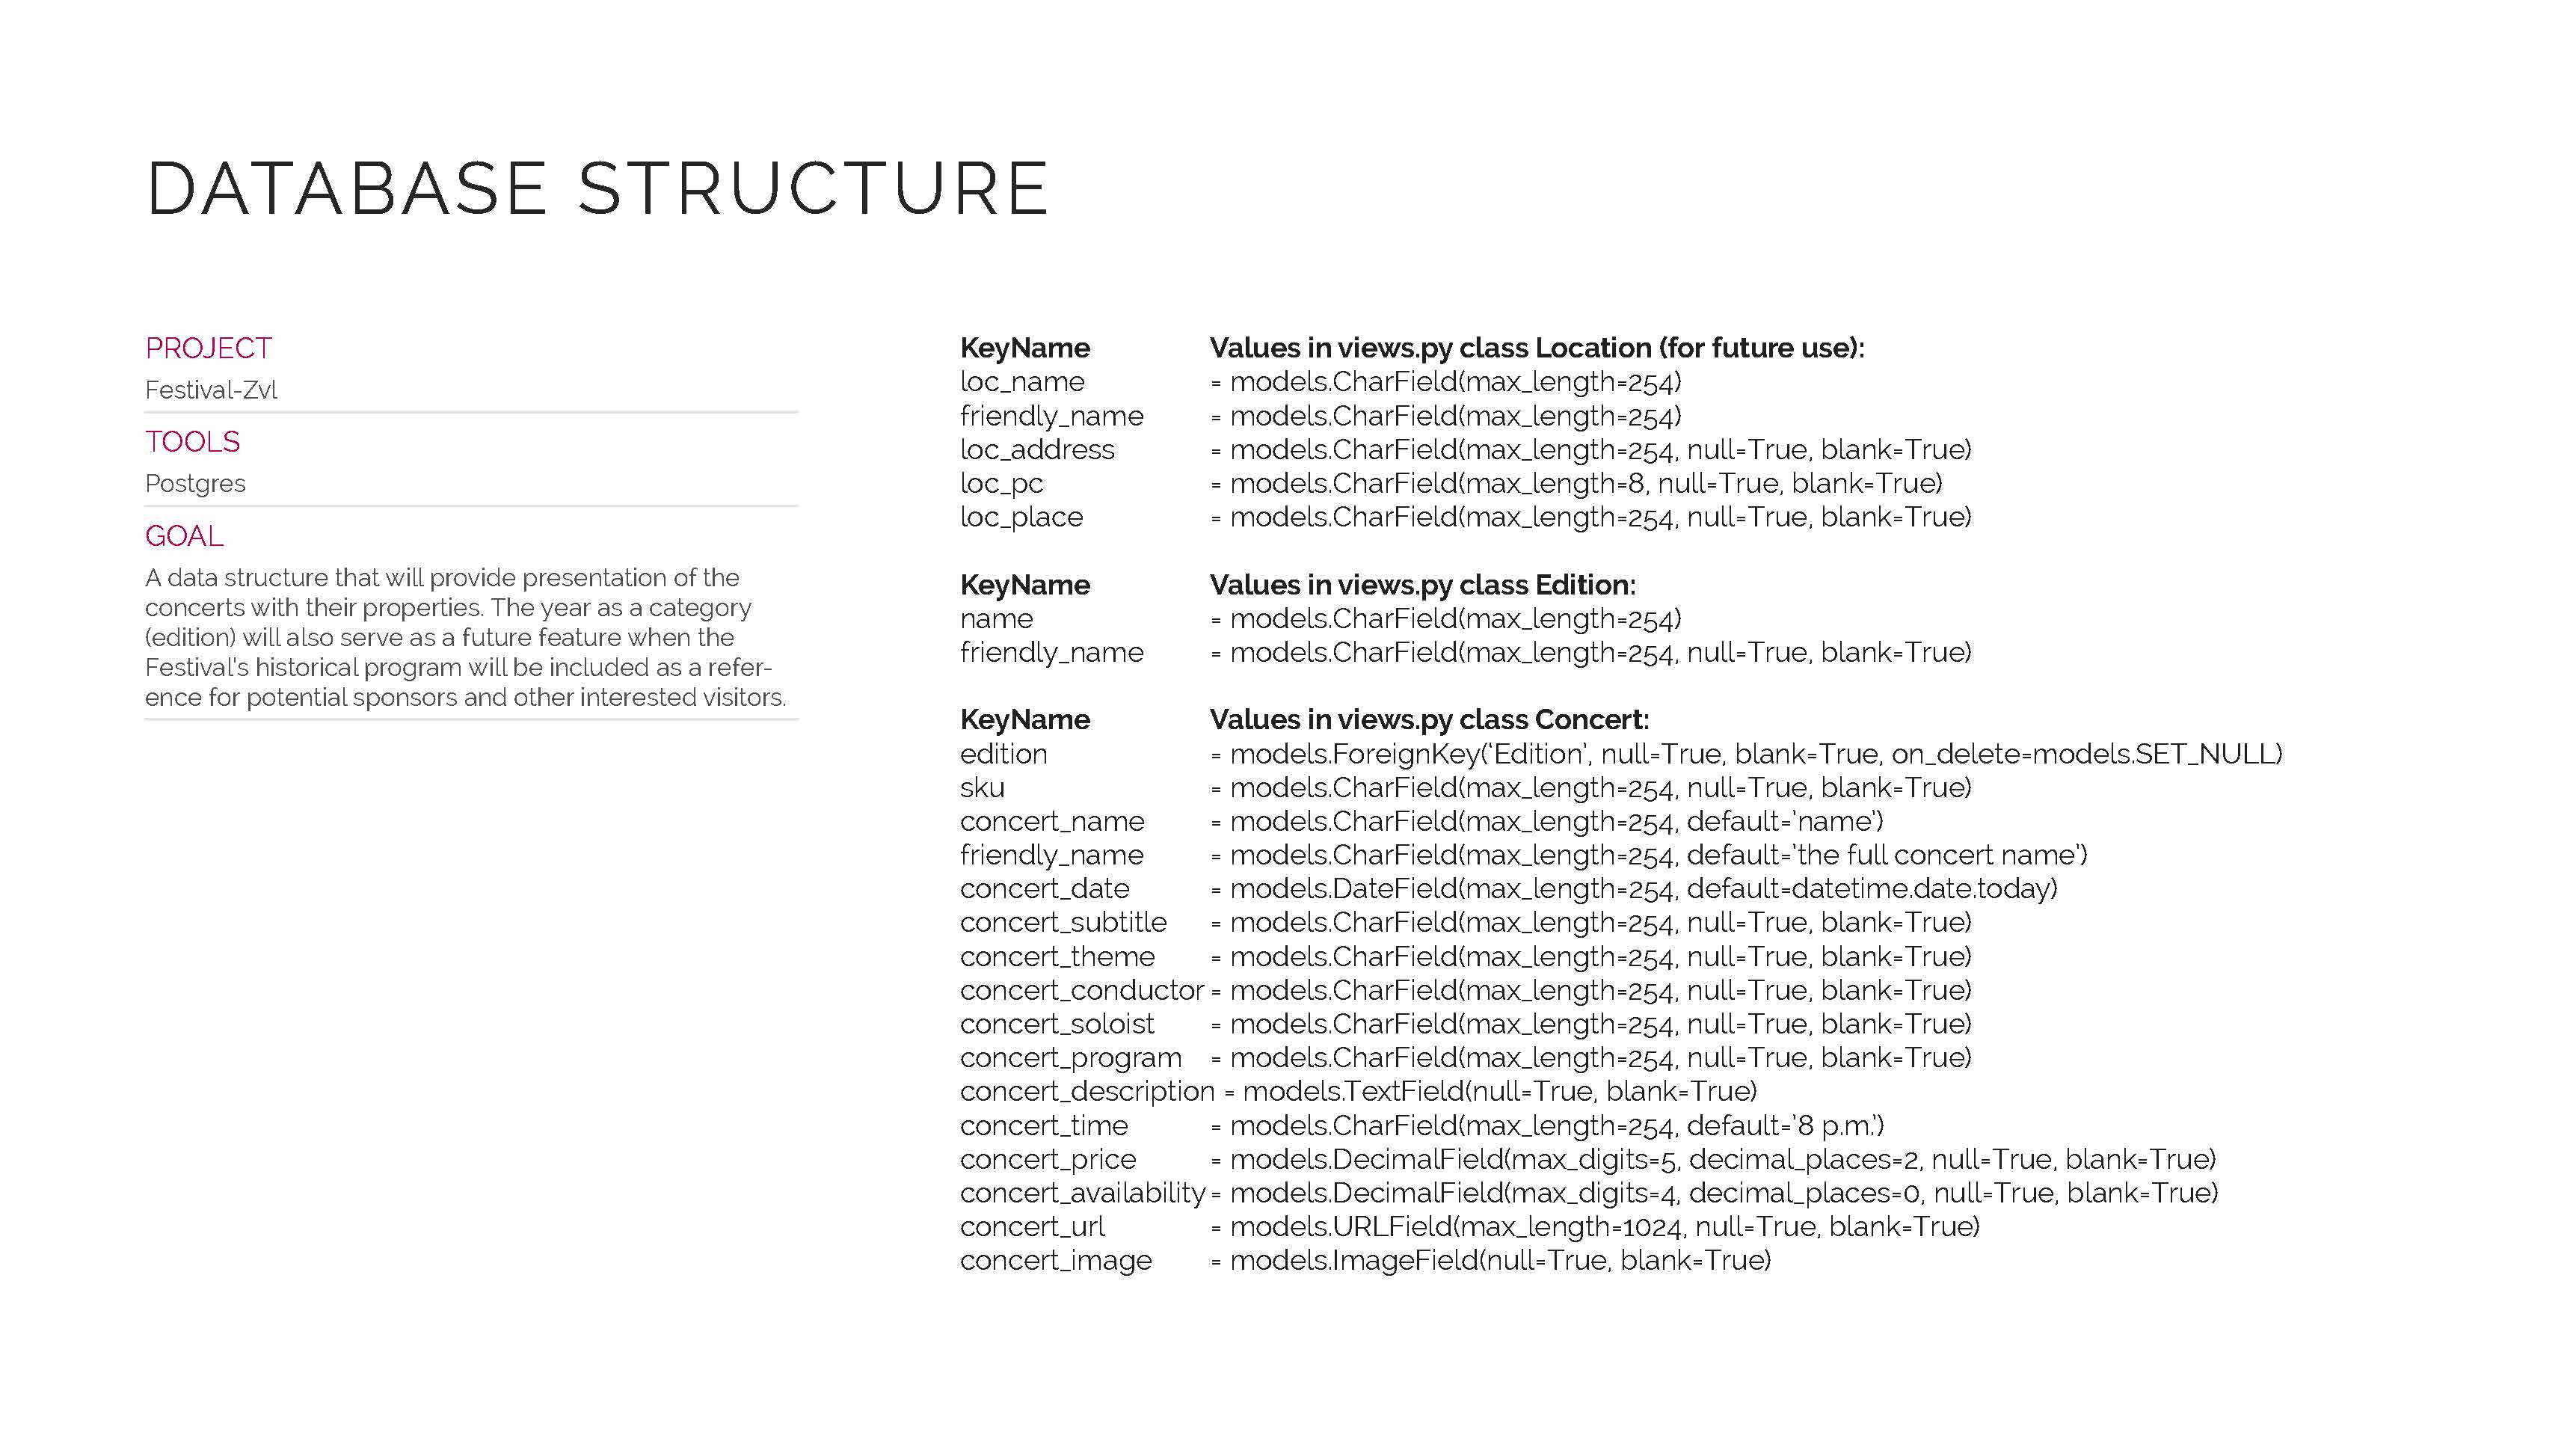 DATABASE STRUCTURE
PROJECT
Festival-Zvl
TOOLS
Postgres
GOAL
A data structure that will provide presentation of the
concerts with their properties. The year as a category
(edition) will also serve as a future feature when the
Festival's historical program will be included as a refer-
ence for potential sponsors and other interested visitors.
KeyName Values in views.py class Location (for future use):
loc_name = models.CharField(max_length=254)
friendly_name = models.CharField(max_length=254)
loc_address = models.CharField(max_length=254, null=True, blank=True)
loc_pc = models.CharField(max_length=8, null=True, blank=True)
loc_place = models.CharField(max_length=254, null=True, blank=True)
KeyName Values in views.py class Edition:
name = models.CharField(max_length=254)
friendly_name = models.CharField(max_length=254, null=True, blank=True)
KeyName Values in views.py class Concert:
edition = models.ForeignKey(‘Edition’, null=True, blank=True, on_delete=models.SET_NULL)
sku = models.CharField(max_length=254, null=True, blank=True)
concert_name = models.CharField(max_length=254, default=’name’)
friendly_name = models.CharField(max_length=254, default=’the full concert name’)
concert_date = models.DateField(max_length=254, default=datetime.date.today)
concert_subtitle = models.CharField(max_length=254, null=True, blank=True)
concert_theme = models.CharField(max_length=254, null=True, blank=True)
concert_conductor = models.CharField(max_length=254, null=True, blank=True)
concert_soloist = models.CharField(max_length=254, null=True, blank=True)
concert_program = models.CharField(max_length=254, null=True, blank=True)
concert_description = models.TextField(null=True, blank=True)
concert_time = models.CharField(max_length=254, default=’8 p.m.’)
concert_price = models.DecimalField(max_digits=5, decimal_places=2, null=True, blank=True)
concert_availability = models.DecimalField(max_digits=4, decimal_places=0, null=True, blank=True)
concert_url = models.URLField(max_length=1024, null=True, blank=True)
concert_image = models.ImageField(null=True, blank=True)